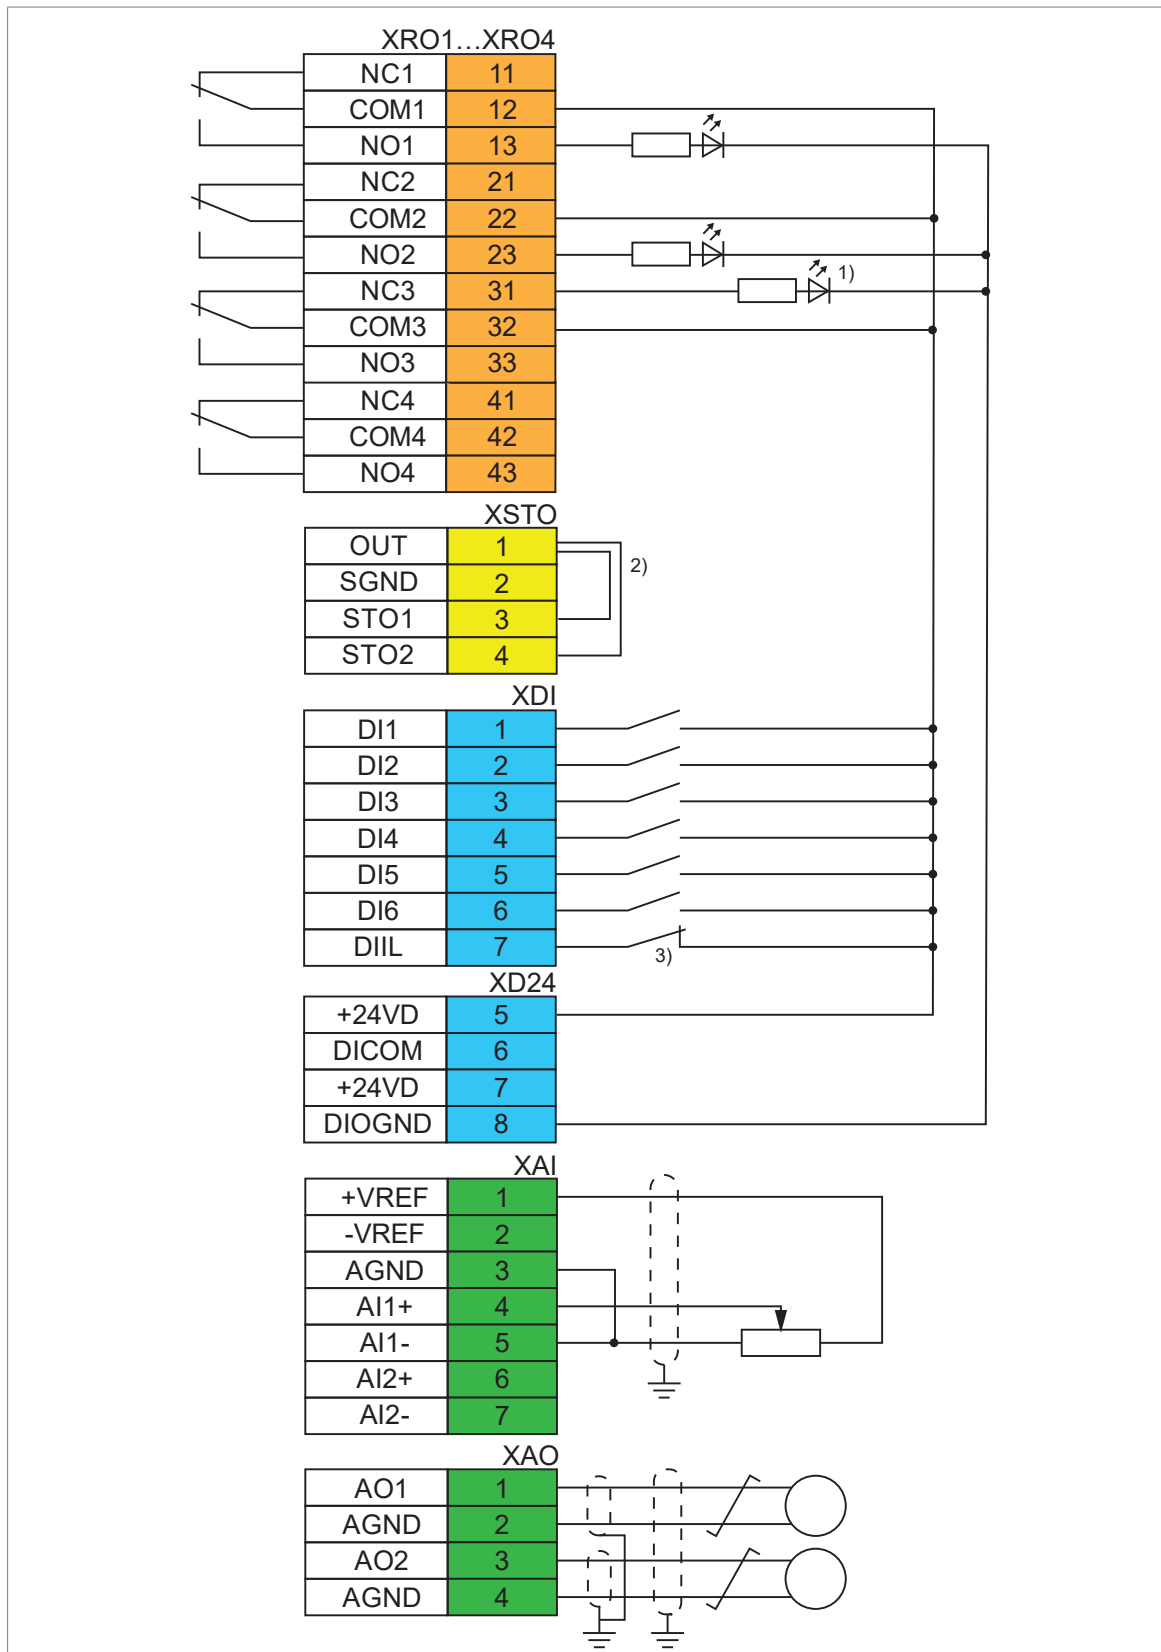 XRO1...XRO4
NC1 11
COM1 12
NO1 13
NC2 21
COM2 22
NO2 23
NC3 31 1)
COM3 32
NO3 33
NC4 41
COM4 42
NO4 43
XSTO
OUT 1 2)
SGND 2
STO1 3
STO2 4
XDI
DI1 1
DI2 2
DI3 3
DI4 4
DI5 5
DI6 6
DIIL 7 3)
XD24
+24VD 5
DICOM 6
+24VD 7
DIOGND 8
XAI
+VREF 1
-VREF 2
AGND 3
AI1+ 4
AI1- 5
AI2+ 6
AI2- 7
XAO
AO1 1
AGND 2
AO2 3
AGND 4